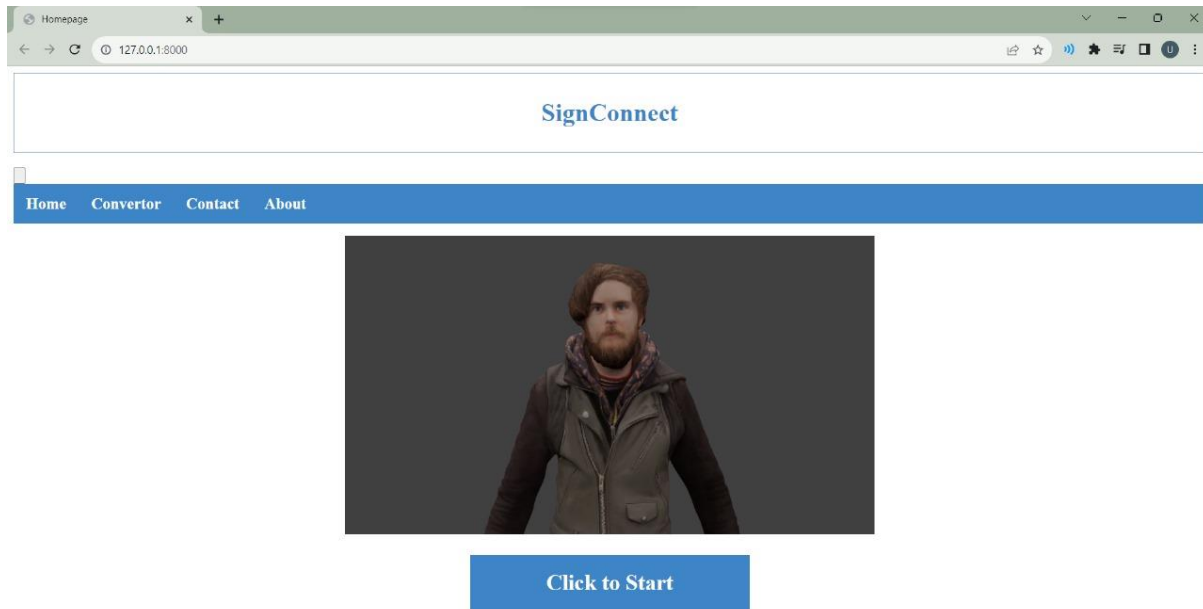 Homepage
127.0.0.1:8000
U
SignConnect
Home Convertor Contact About
Click to Start